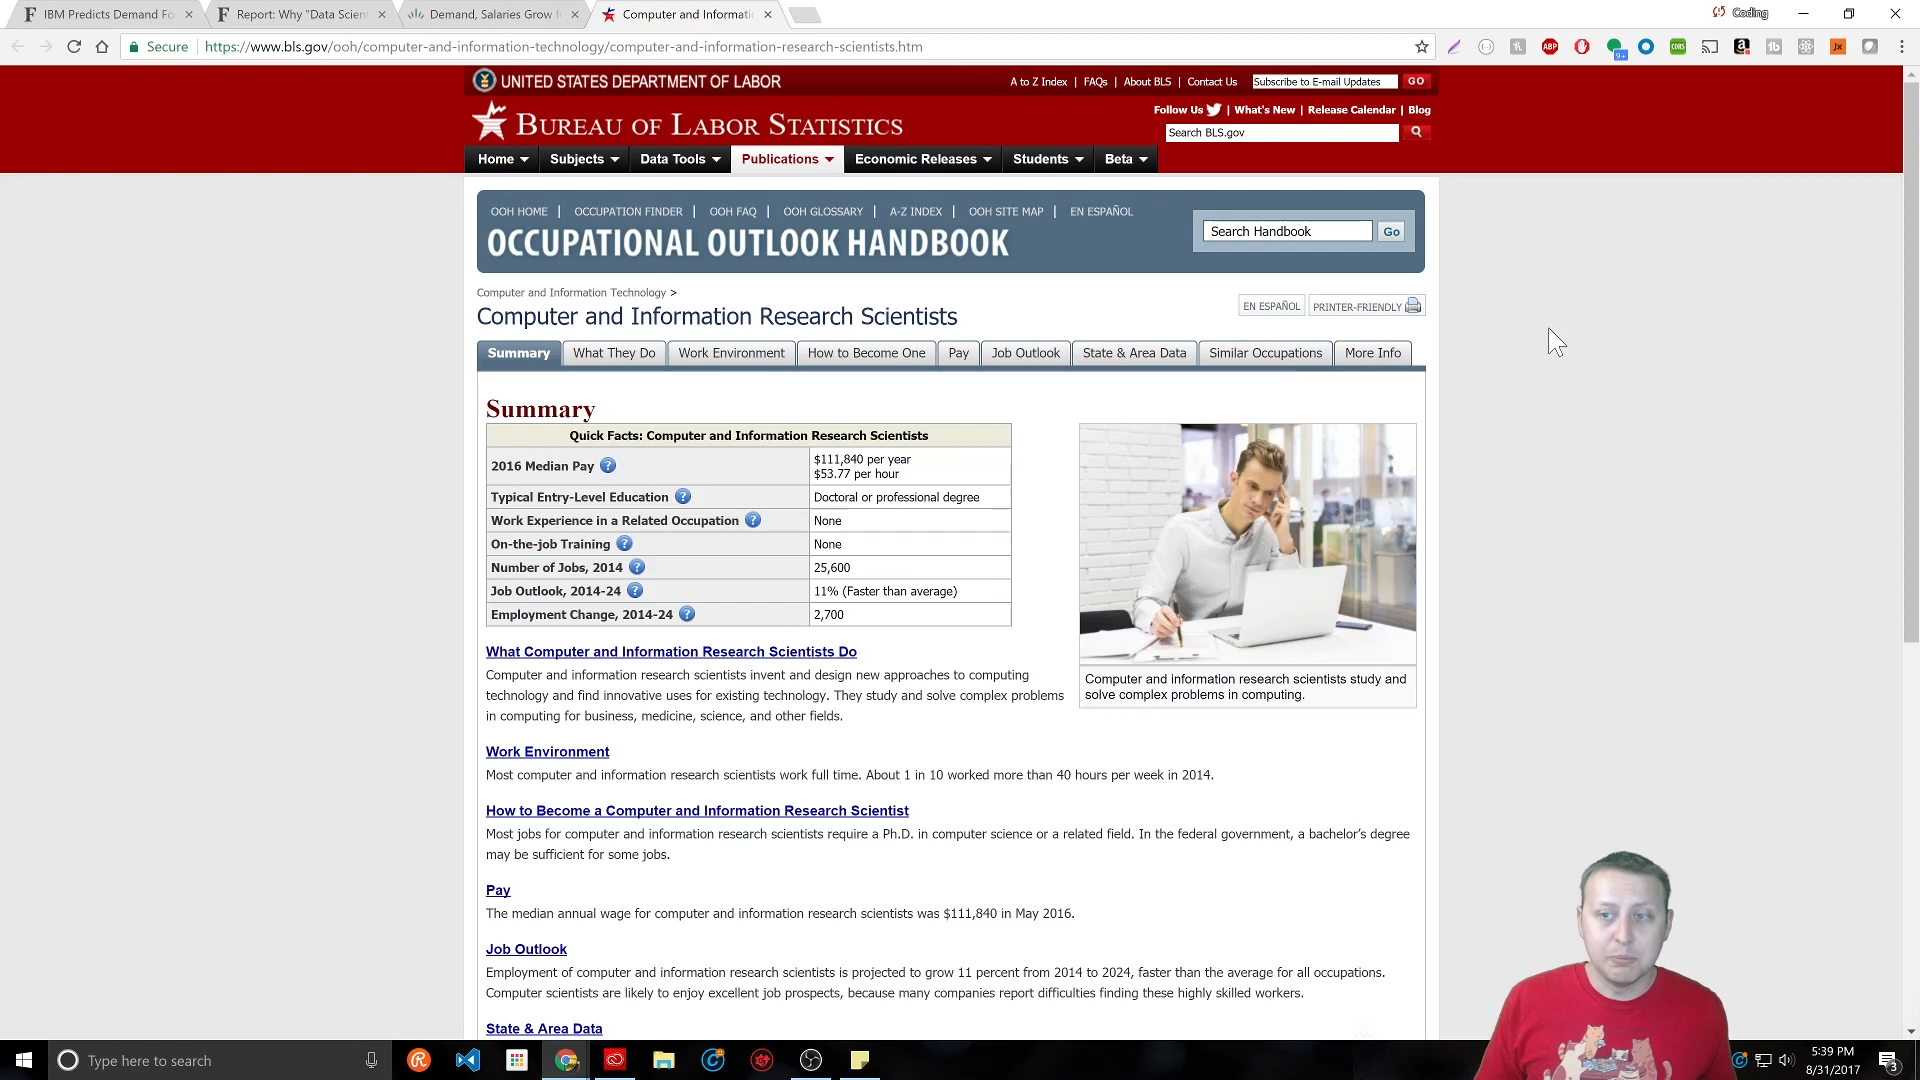 IBM Predicts Demand Fo
Report: Why "Data Scien
Demand, Salaries Grow f
Computer and Informati
Coding
Secure
https://www.bls.gov/ooh/computer-and-information-technology/computer-and-information-research-scientists.htm
UNITED STATES DEPARTMENT OF LABOR
A to Z Index | FAQs | About BLS | Contact Us
Subscribe to E-mail Updates GO
Follow Us | What's New | Release Calendar | Blog
BUREAU OF LABOR STATISTICS
Search BLS.gov
Home Subjects Data Tools Publications Economic Releases Students Beta
OOH HOME | OCCUPATION FINDER | OOH FAQ | OOH GLOSSARY | A-Z INDEX | OOH SITE MAP | EN ESPAÑOL
OCCUPATIONAL OUTLOOK HANDBOOK
Search Handbook Go
Computer and Information Technology >
Computer and Information Research Scientists
EN ESPAÑOL PRINTER-FRIENDLY
Summary What They Do Work Environment How to Become One Pay Job Outlook State & Area Data Similar Occupations More Info
Summary
Quick Facts: Computer and Information Research Scientists
2016 Median Pay ? $111,840 per year
$53.77 per hour
Typical Entry-Level Education ? Doctoral or professional degree
Work Experience in a Related Occupation ? None
On-the-job Training ? None
Number of Jobs, 2014 ? 25,600
Job Outlook, 2014-24 ? 11% (Faster than average)
Employment Change, 2014-24 ? 2,700
Computer and information research scientists study and
solve complex problems in computing.
What Computer and Information Research Scientists Do
Computer and information research scientists invent and design new approaches to computing
technology and find innovative uses for existing technology. They study and solve complex problems
in computing for business, medicine, science, and other fields.
Work Environment
Most computer and information research scientists work full time. About 1 in 10 worked more than 40 hours per week in 2014.
How to Become a Computer and Information Research Scientist
Most jobs for computer and information research scientists require a Ph.D. in computer science or a related field. In the federal government, a bachelor's degree
may be sufficient for some jobs.
Pay
The median annual wage for computer and information research scientists was $111,840 in May 2016.
Job Outlook
Employment of computer and information research scientists is projected to grow 11 percent from 2014 to 2024, faster than the average for all occupations.
Computer scientists are likely to enjoy excellent job prospects, because many companies report difficulties finding these highly skilled workers.
State & Area Data
Type here to search
5:39 PM
8/31/2017
3